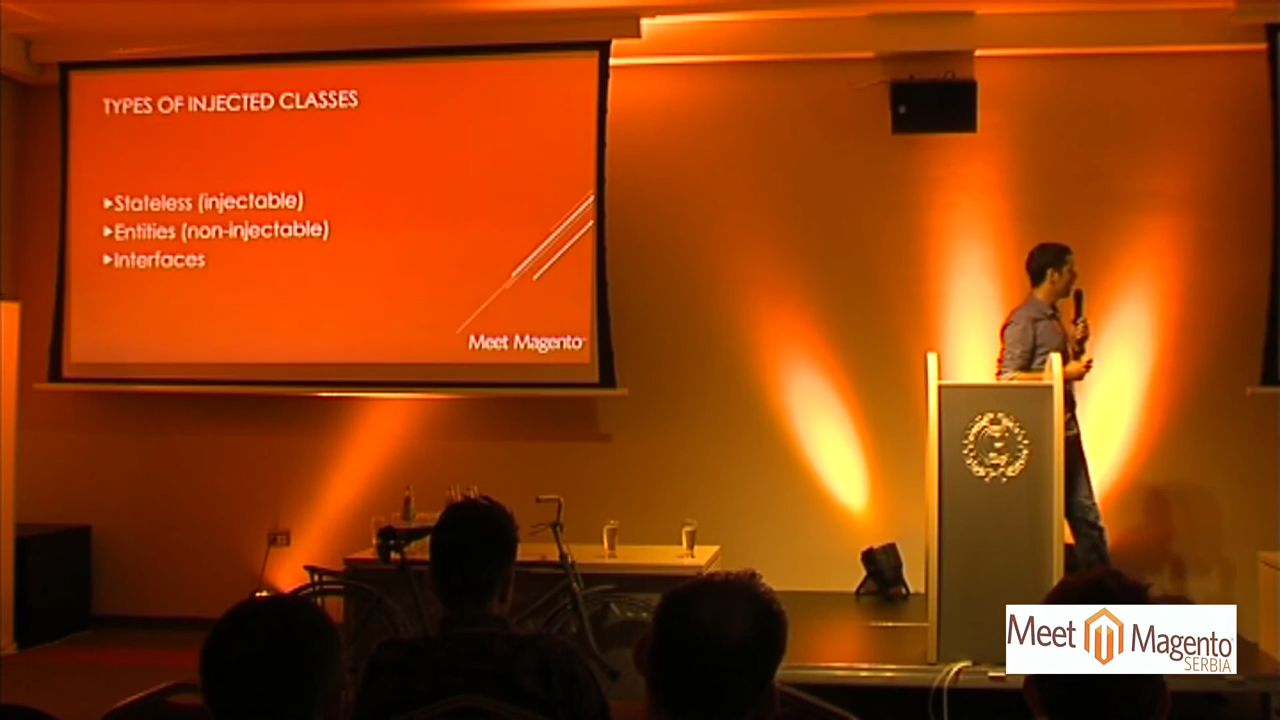 TYPES OF INJECTED CLASSES
Stateless (injectable)
Entities (non-injectable)
Interfaces
Meet Magento
Meet Magento
SERBIA